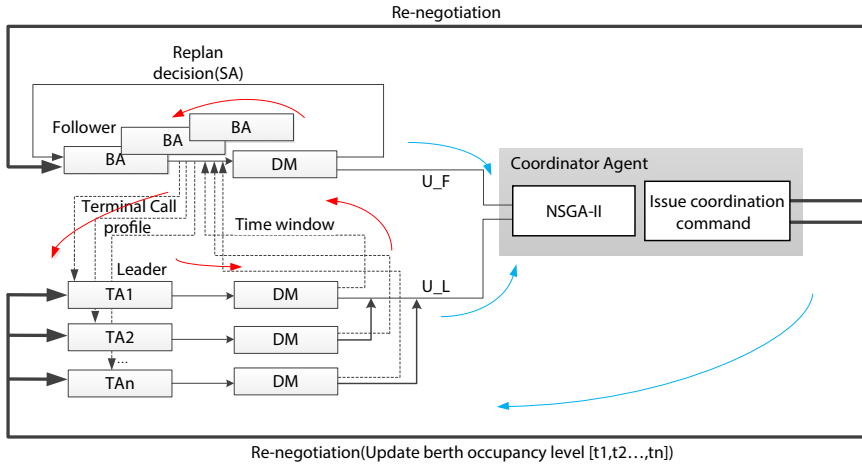 Re-negotiation
Replan
decision(SA)
Follower
BA
BA
BA
DM
U_F
Coordinator Agent
NSGA-II
Issue coordination
command
Terminal Call
profile
Time window
Leader
TA1
DM
U_L
TA2
DM
...
TAn
DM
Re-negotiation(Update berth occupancy level [t1,t2...,tn])